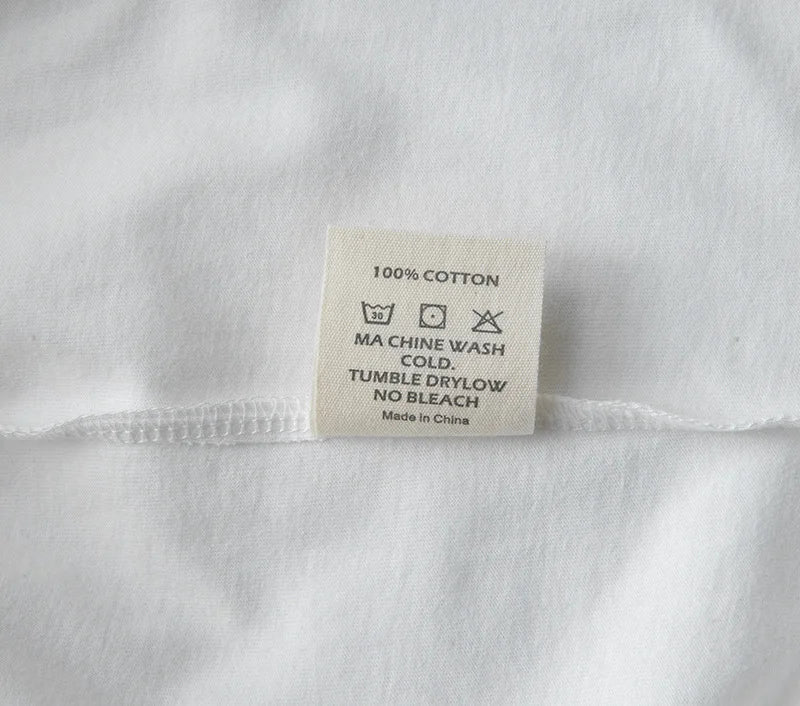 100% COTTON
30
MA CHINE WASH
COLD.
TUMBLE DRYLOW
NO BLEACH
Made in China